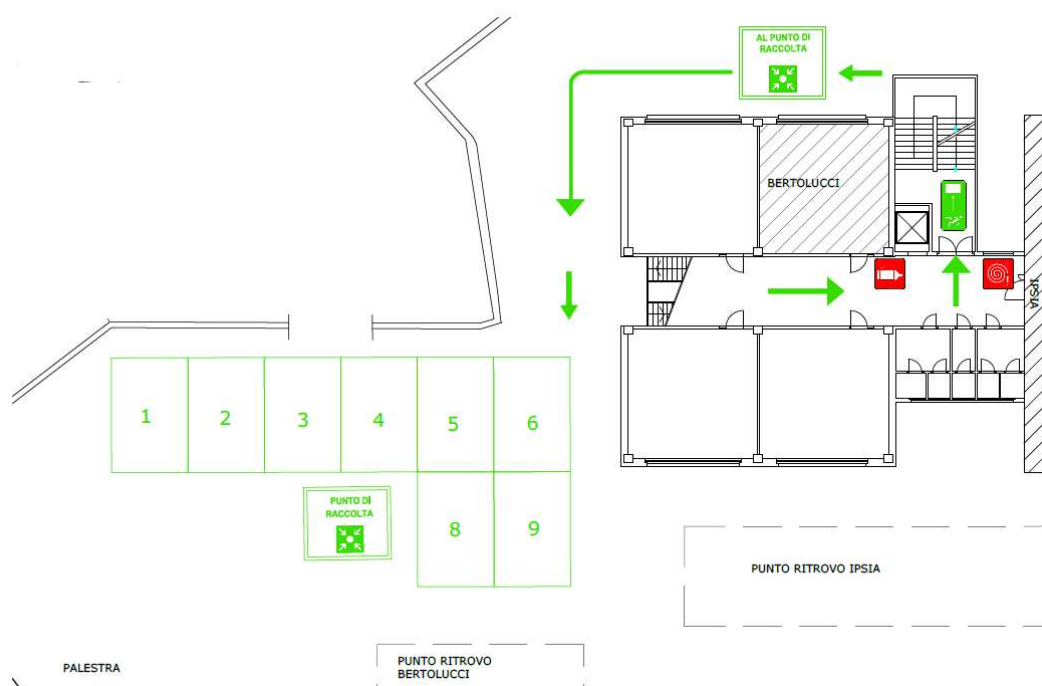 AL PUNTO DI
RACCOLTA
BERTOLUCCI
IPSIA
1
2
3
4
5
6
PUNTO DI
RACCOLTA
8
9
PUNTO RITROVO IPSIA
PALESTRA
PUNTO RITROVO
BERTOLUCCI